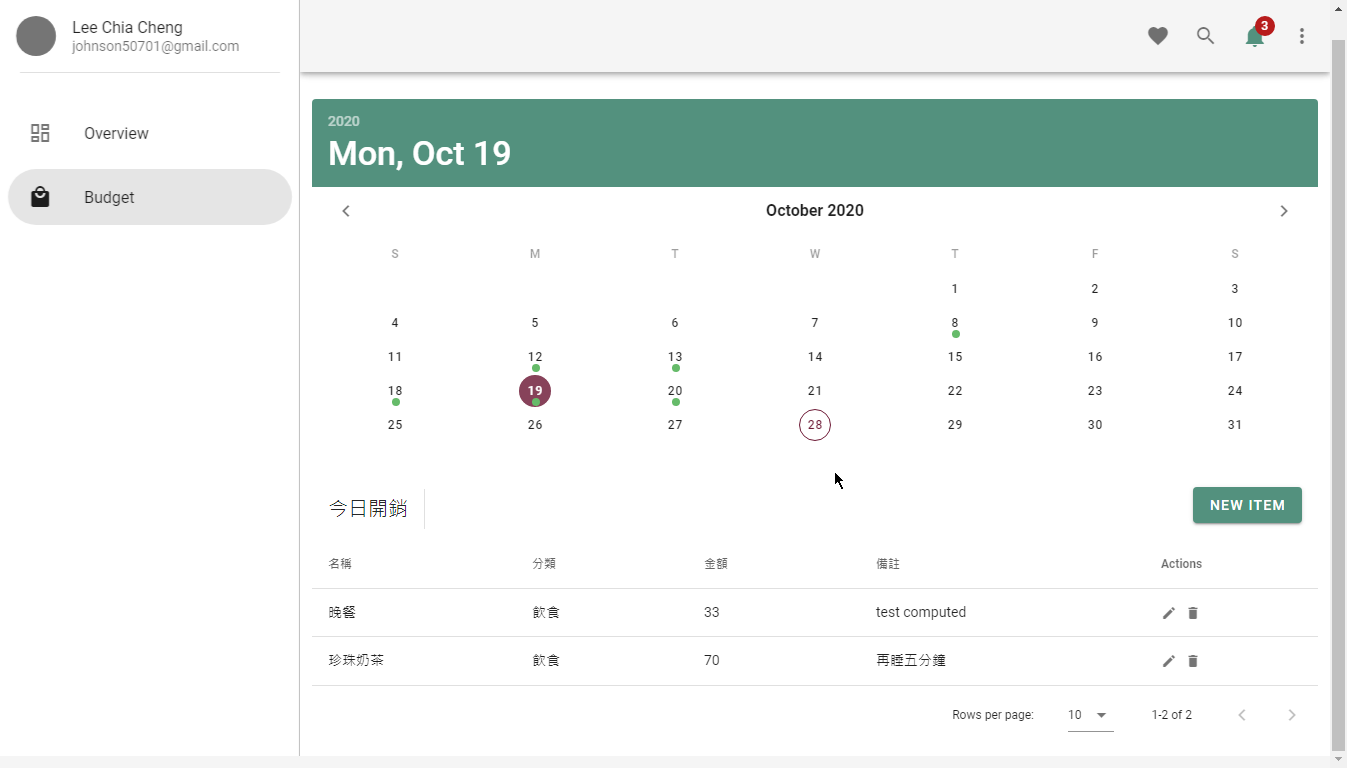 Lee Chia Cheng
johnson50701@gmail.com
3
Overview
Budget
2020
Mon, Oct 19
October 2020
S M T W T F S
1 2 3
4 5 6 7 8 9 10
11 12 13 14 15 16 17
18 19 20 21 22 23 24
25 26 27 28 29 30 31
今日開銷
NEW ITEM
名稱 分類 金額 備註 Actions
晚餐 飲食 33 test computed
珍珠奶茶 飲食 70 再睡五分鐘
Rows per page: 10 1-2 of 2